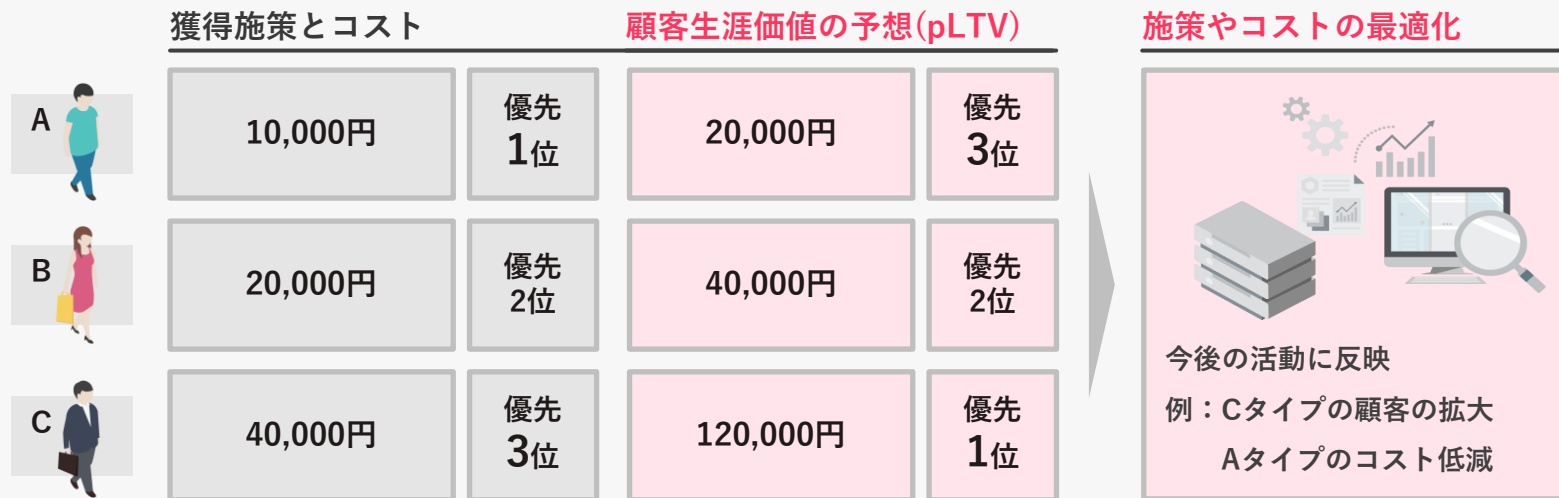 獲得施策とコスト
顧客生涯価値の予想(pLTV)
施策やコストの最適化
A
10,000円
優先
1位
20,000円
優先
3位
B
20,000円
優先
2位
40,000円
優先
2位
C
40,000円
優先
3位
120,000円
優先
1位
今後の活動に反映
例：Cタイプの顧客の拡大
Aタイプのコスト低減